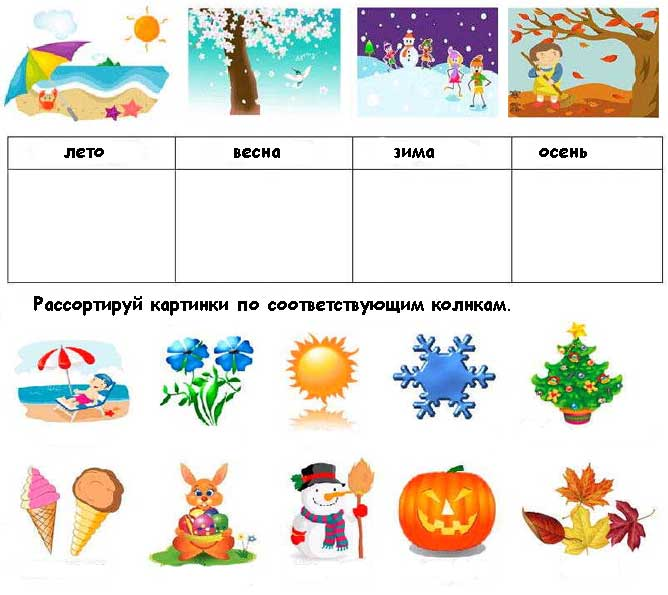 лето весна зима осень
Рассортируй картинки по соответствующим колнкам.